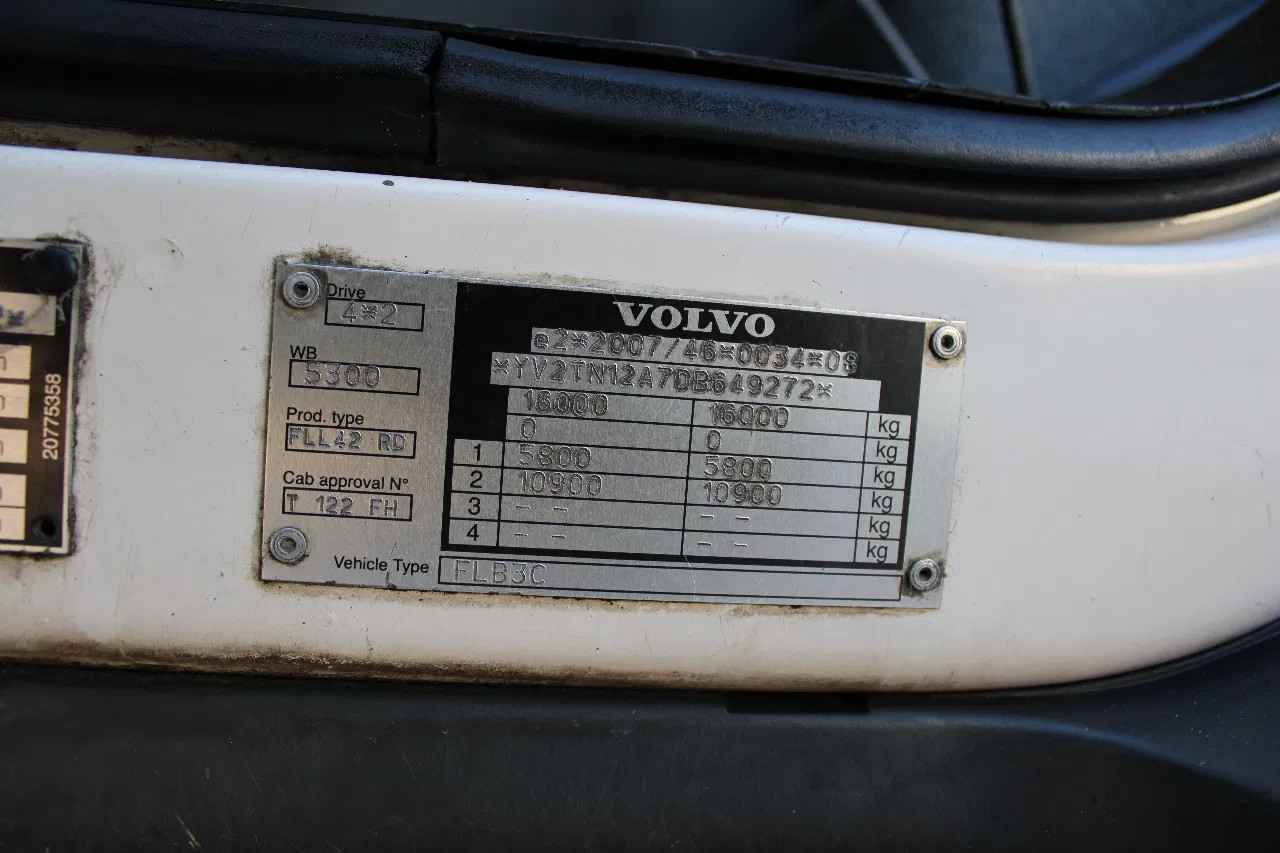 20775358
Drive
4*2
WB
5300
Prod. type
FLL42 RD
Cab approval N°
T 122 FH
VOLVO
e2*2007/46*0034*08
*YV2TN12A7DB649272*
16000 16000 kg
0 0 kg
1 5800 5800 kg
2 10900 10900 kg
3 - - - - kg
4 - - - - kg
Vehicle Type FLB3C